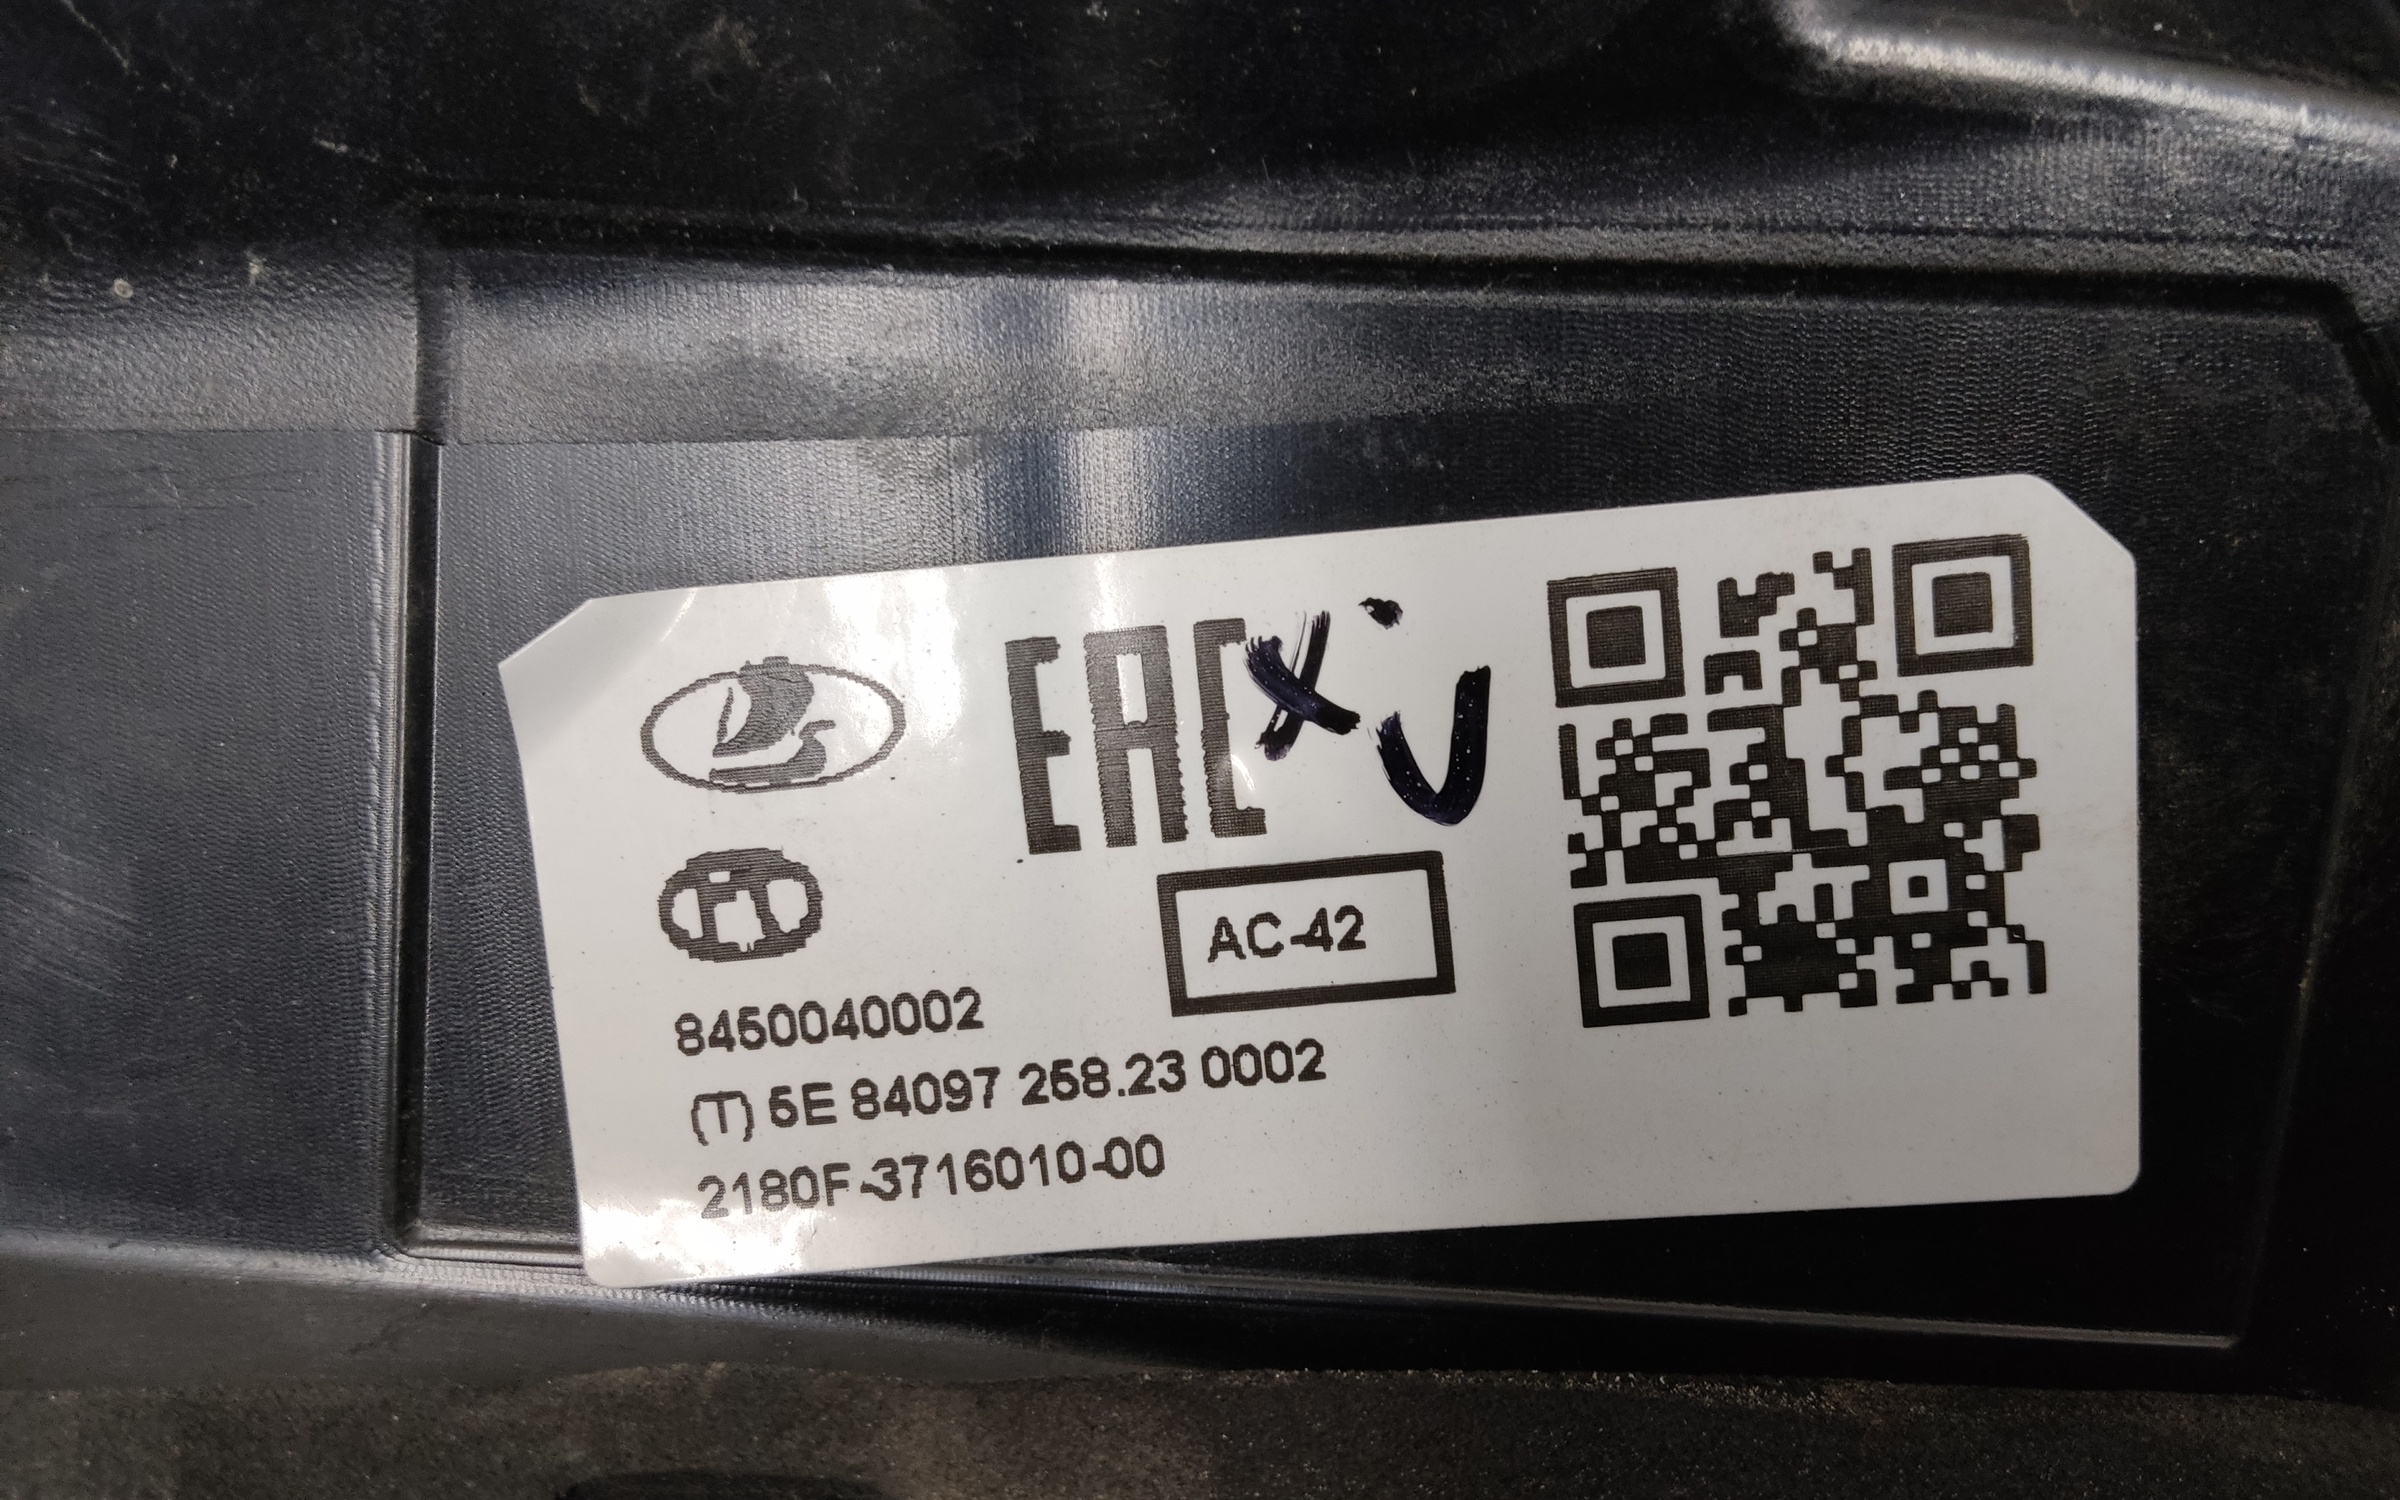 EAC
AC-42
8450040002
(T) 5E 84097 258.23 0002
2180F-3716010-00